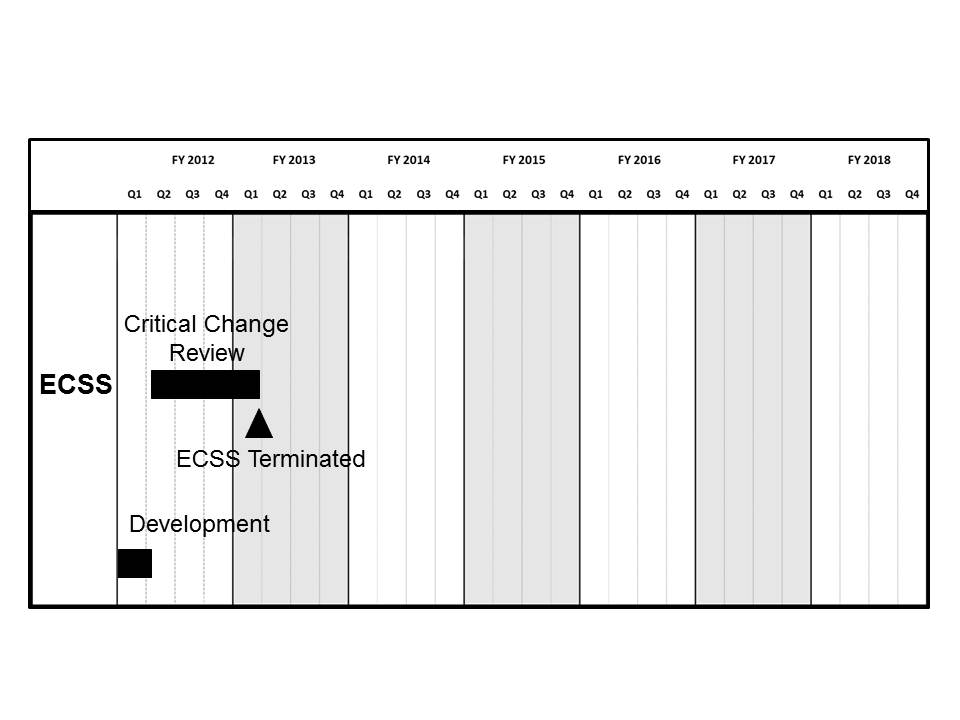 FY 2012 FY 2013 FY 2014 FY 2015 FY 2016 FY 2017 FY 2018
Q1 Q2 Q3 Q4 Q1 Q2 Q3 Q4 Q1 Q2 Q3 Q4 Q1 Q2 Q3 Q4 Q1 Q2 Q3 Q4 Q1 Q2 Q3 Q4 Q1 Q2 Q3 Q4
Critical Change
Review
ECSS
ECSS Terminated
Development